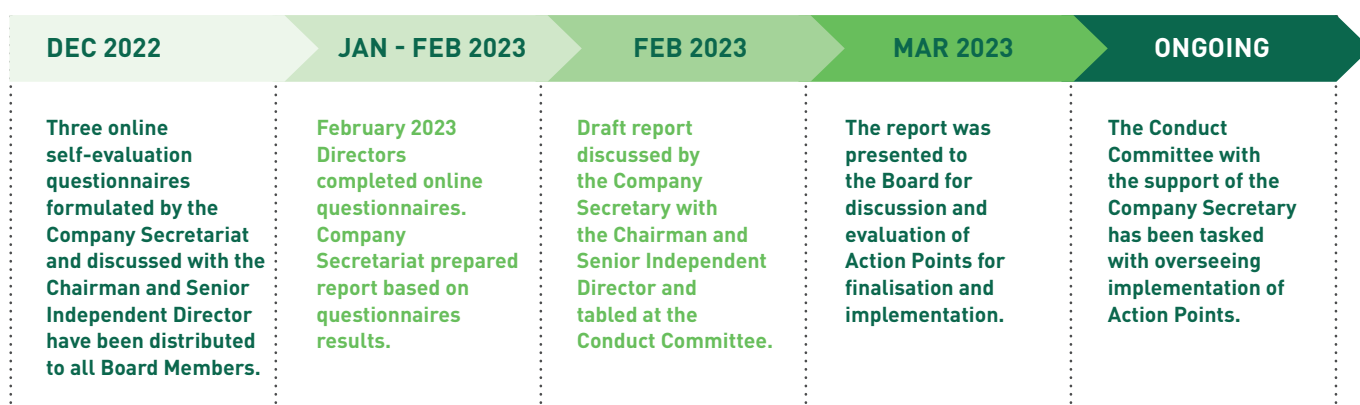 DEC 2022
JAN - FEB 2023
FEB 2023
MAR 2023
ONGOING
Three online
self-evaluation
questionnaires
formulated by the
Company Secretariat
and discussed with the
Chairman and Senior
Independent Director
have been distributed
to all Board Members.
February 2023
Directors
completed online
questionnaires.
Company
Secretariat prepared
report based on
questionnaires
results.
Draft report
discussed by
the Company
Secretary with
the Chairman and
Senior Independent
Director and
tabled at the
Conduct Committee.
The report was
presented to
the Board for
discussion and
evaluation of
Action Points for
finalisation and
implementation.
The Conduct
Committee with
the support of the
Company Secretary
has been tasked
with overseeing
implementation of
Action Points.